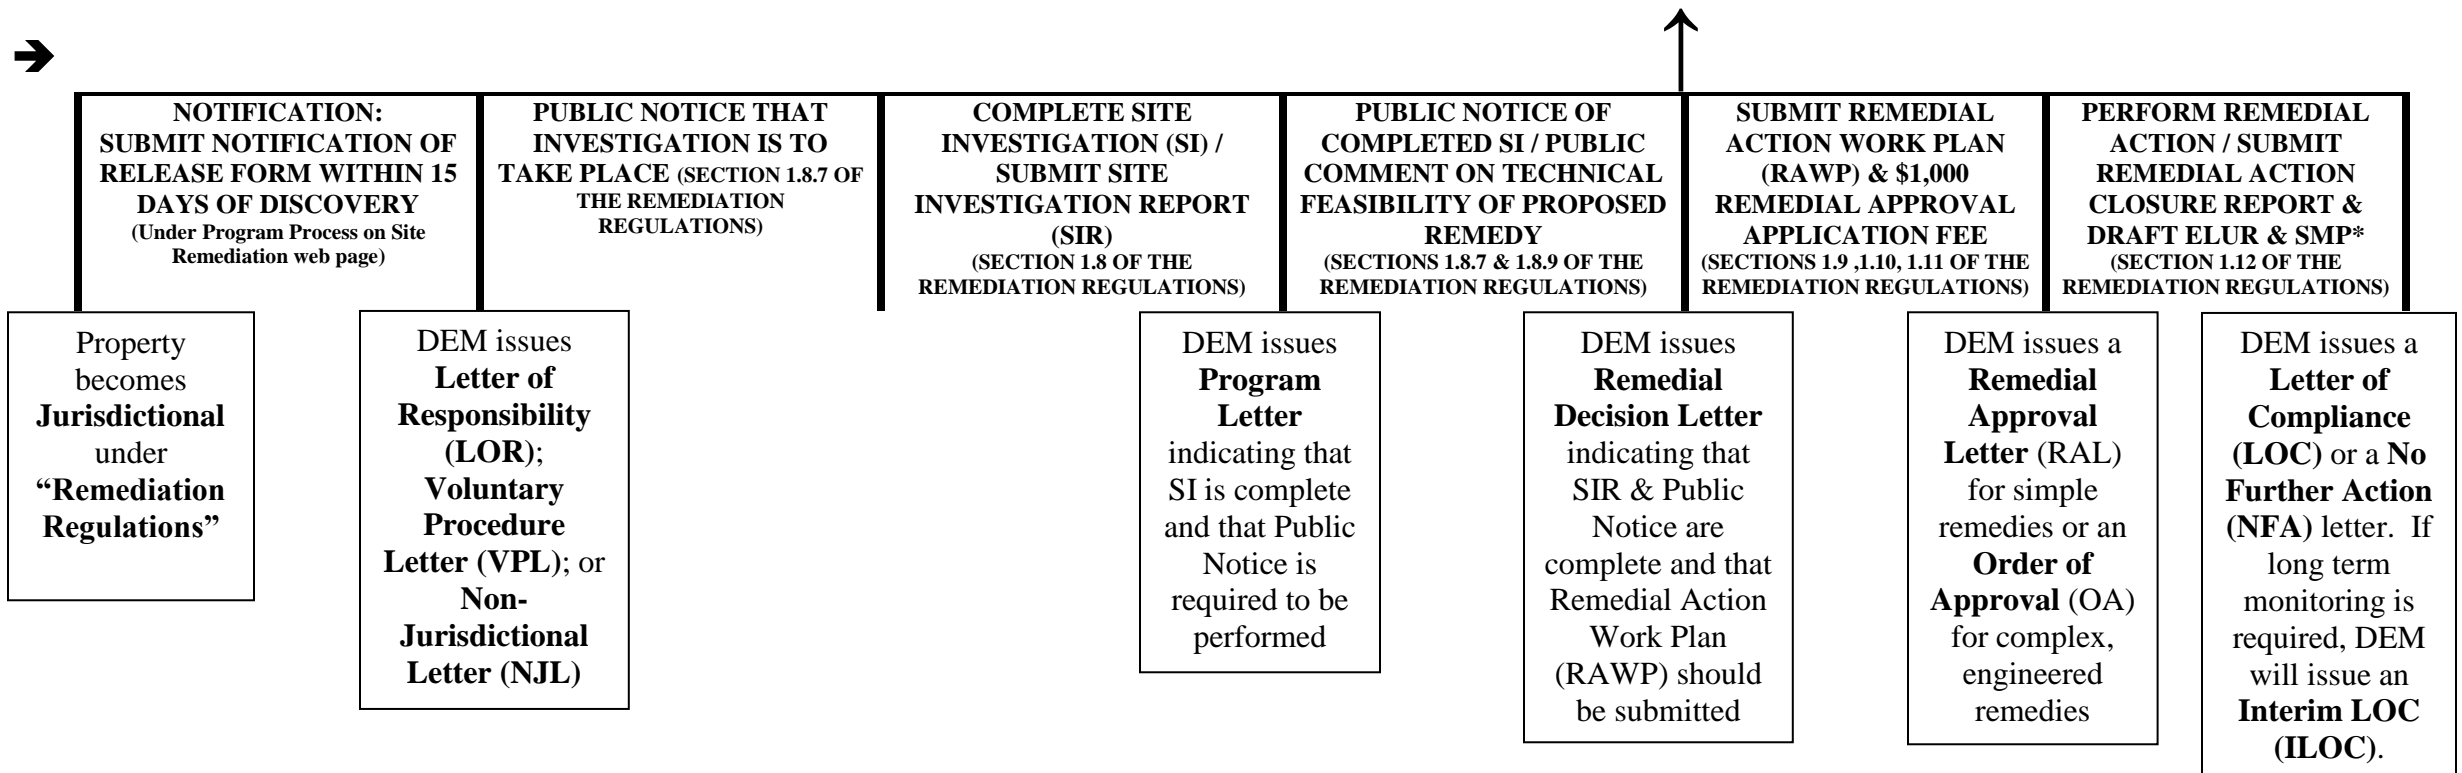 NOTIFICATION:
SUBMIT NOTIFICATION OF
RELEASE FORM WITHIN 15
DAYS OF DISCOVERY
(Under Program Process on Site
Remediation web page)
PUBLIC NOTICE THAT
INVESTIGATION IS TO
TAKE PLACE (SECTION 1.8.7 OF
THE REMEDIATION
REGULATIONS)
COMPLETE SITE
INVESTIGATION (SI) /
SUBMIT SITE
INVESTIGATION REPORT
(SIR)
(SECTION 1.8 OF THE
REMEDIATION REGULATIONS)
PUBLIC NOTICE OF
COMPLETED SI / PUBLIC
COMMENT ON TECHNICAL
FEASIBILITY OF PROPOSED
REMEDY
(SECTIONS 1.8.7 & 1.8.9 OF THE
REMEDIATION REGULATIONS)
SUBMIT REMEDIAL
ACTION WORK PLAN
(RAWP) & $1,000
REMEDIAL APPROVAL
APPLICATION FEE
(SECTIONS 1.9 ,1.10, 1.11 OF THE
REMEDIATION REGULATIONS)
PERFORM REMEDIAL
ACTION / SUBMIT
REMEDIAL ACTION
CLOSURE REPORT &
DRAFT ELUR & SMP*
(SECTION 1.12 OF THE
REMEDIATION REGULATIONS)
Property
becomes
Jurisdictional
under
“Remediation
Regulations”
DEM issues
Letter of
Responsibility
(LOR);
Voluntary
Procedure
Letter (VPL); or
Non-
Jurisdictional
Letter (NJL)
DEM issues
Program
Letter
indicating that
SI is complete
and that Public
Notice is
required to be
performed
DEM issues
Remedial
Decision Letter
indicating that
SIR & Public
Notice are
complete and that
Remedial Action
Work Plan
(RAWP) should
be submitted
DEM issues a
Remedial
Approval
Letter (RAL)
for simple
remedies or an
Order of
Approval (OA)
for complex,
engineered
remedies
DEM issues a
Letter of
Compliance
(LOC) or a No
Further Action
(NFA) letter. If
long term
monitoring is
required, DEM
will issue an
Interim LOC
(ILOC).